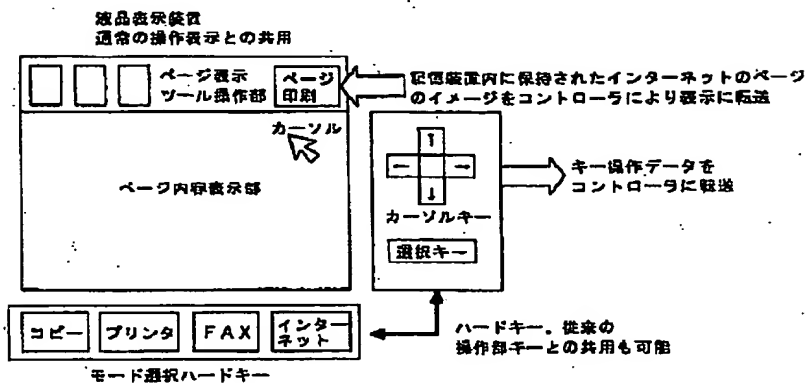 液晶表示装置
通常の操作表示との共用
ページ表示
ツール操作部
ページ
印刷
記憶装置内に保持されたインターネットのページ
のイメージをコントローラにより表示に転送
カーソル
ページ内容表示部
↑
← →
↓
カーソルキー
選択キー
キー操作データを
コントローラに転送
コピー プリンタ FAX インター
ネット
ハードキー。従来の
操作部キーとの共用も可能
モード選択ハードキー